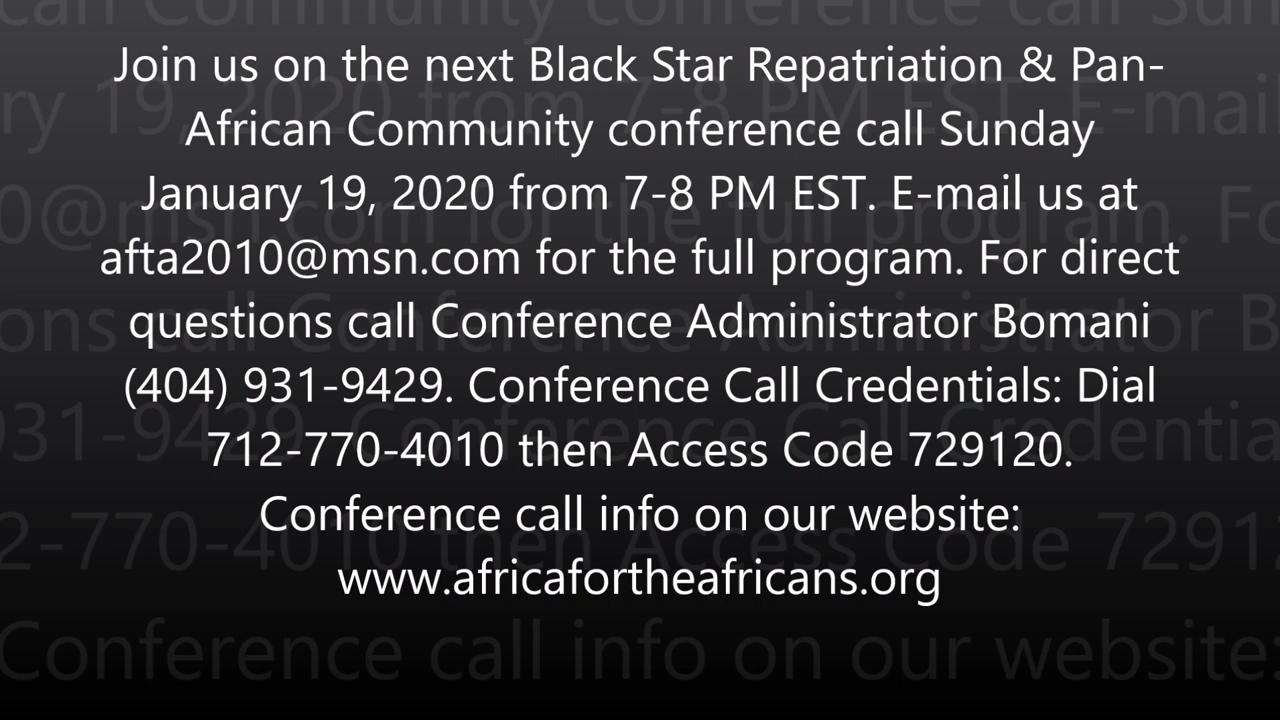 Join us on the next Black Star Repatriation & Pan-
African Community conference call Sunday
January 19, 2020 from 7-8 PM EST. E-mail us at
afta2010@msn.com for the full program. For direct
questions call Conference Administrator Bomani
(404) 931-9429. Conference Call Credentials: Dial
712-770-4010 then Access Code 729120.
Conference call info on our website:
www.africafortheafricans.org